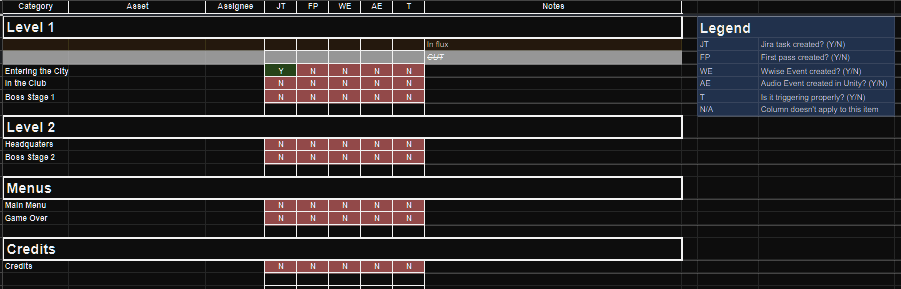 Category Asset Assignee JT FP WE AE T Notes
Level 1
Legend
In flux
JT Jira task created? (Y/N)
CUT
FP First pass created? (Y/N)
Entering the City Y N N N N
WE Wwise Event created? (Y/N)
In the Club N N N N N
AE Audio Event created in Unity? (Y/N)
Boss Stage 1 N N N N N
T Is it triggering properly? (Y/N)
N/A Column doesn't apply to this item
Level 2
Headquaters N N N N N
Boss Stage 2 N N N N N
Menus
Main Menu N N N N N
Game Over N N N N N
Credits
Credits N N N N N